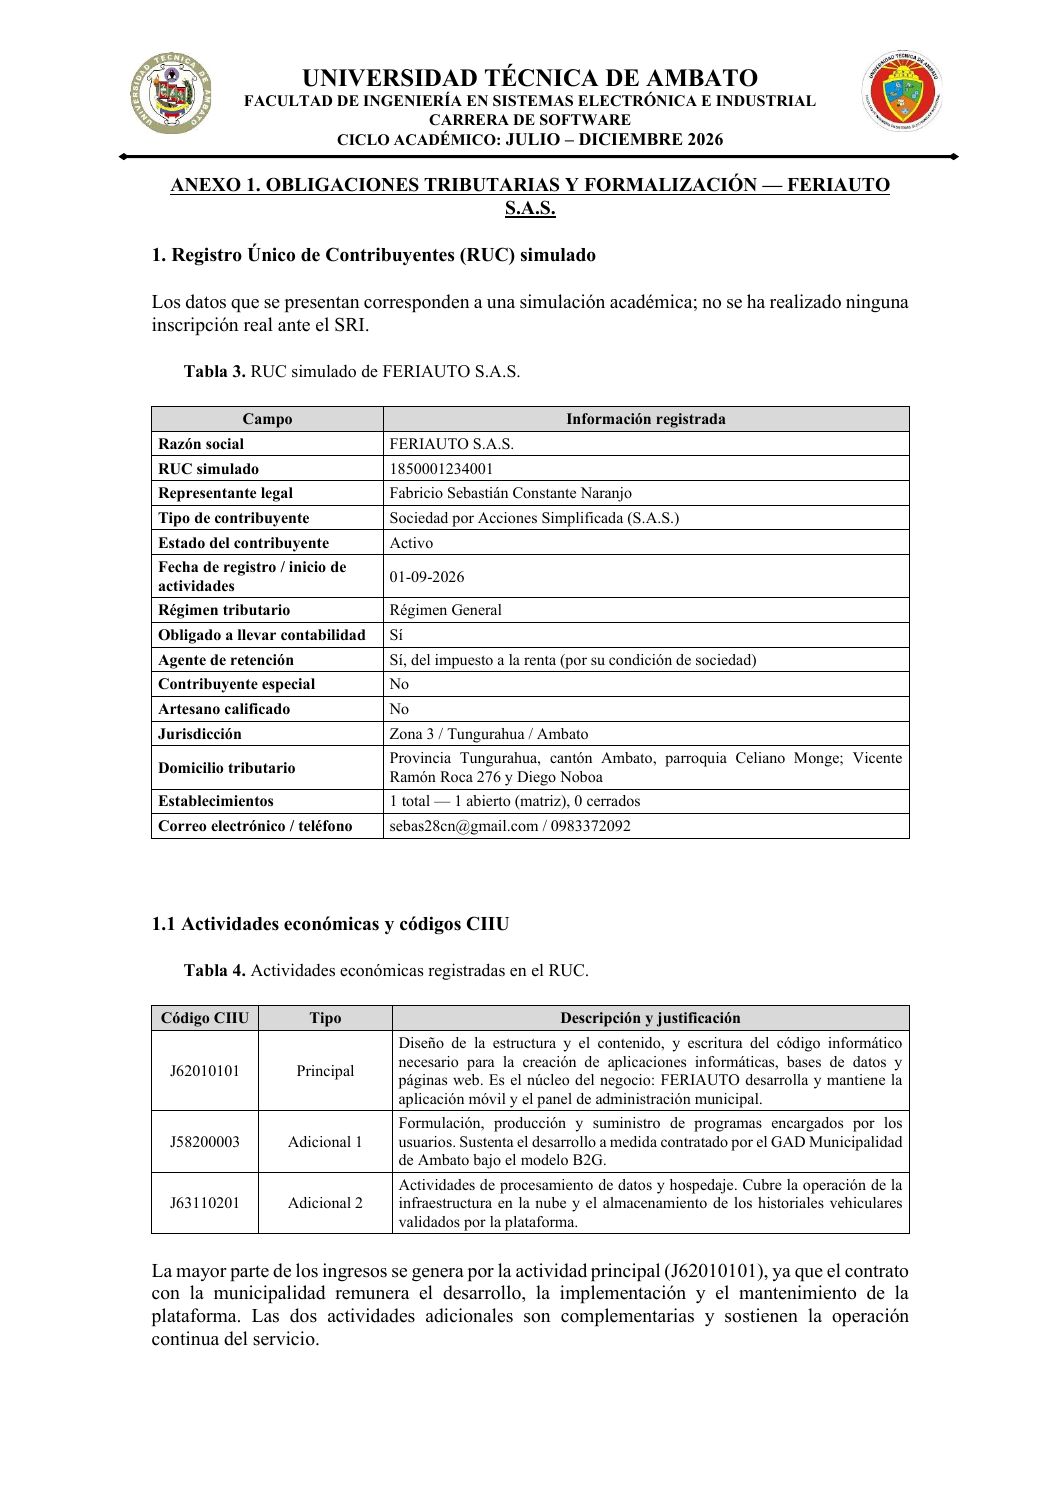 UNIVERSIDAD TÉCNICA DE AMBATO
FACULTAD DE INGENIERÍA EN SISTEMAS ELECTRÓNICA E INDUSTRIAL
CARRERA DE SOFTWARE
CICLO ACADÉMICO: JULIO – DICIEMBRE 2026
ANEXO 1. OBLIGACIONES TRIBUTARIAS Y FORMALIZACIÓN — FERIAUTO
S.A.S.
1. Registro Único de Contribuyentes (RUC) simulado
Los datos que se presentan corresponden a una simulación académica; no se ha realizado ninguna
inscripción real ante el SRI.
Tabla 3. RUC simulado de FERIAUTO S.A.S.
Campo Información registrada
Razón social FERIAUTO S.A.S.
RUC simulado 1850001234001
Representante legal Fabricio Sebastián Constante Naranjo
Tipo de contribuyente Sociedad por Acciones Simplificada (S.A.S.)
Estado del contribuyente Activo
Fecha de registro / inicio de
actividades 01-09-2026
Régimen tributario Régimen General
Obligado a llevar contabilidad Sí
Agente de retención Sí, del impuesto a la renta (por su condición de sociedad)
Contribuyente especial No
Artesano calificado No
Jurisdicción Zona 3 / Tungurahua / Ambato
Domicilio tributario Provincia Tungurahua, cantón Ambato, parroquia Celiano Monge; Vicente
Ramón Roca 276 y Diego Noboa
Establecimientos 1 total — 1 abierto (matriz), 0 cerrados
Correo electrónico / teléfono sebas28cn@gmail.com / 0983372092
1.1 Actividades económicas y códigos CIIU
Tabla 4. Actividades económicas registradas en el RUC.
Código CIIU Tipo Descripción y justificación
J62010101 Principal Diseño de la estructura y el contenido, y escritura del código informático
necesario para la creación de aplicaciones informáticas, bases de datos y
páginas web. Es el núcleo del negocio: FERIAUTO desarrolla y mantiene la
aplicación móvil y el panel de administración municipal.
J58200003 Adicional 1 Formulación, producción y suministro de programas encargados por los
usuarios. Sustenta el desarrollo a medida contratado por el GAD Municipalidad
de Ambato bajo el modelo B2G.
J63110201 Adicional 2 Actividades de procesamiento de datos y hospedaje. Cubre la operación de la
infraestructura en la nube y el almacenamiento de los historiales vehiculares
validados por la plataforma.
La mayor parte de los ingresos se genera por la actividad principal (J62010101), ya que el contrato
con la municipalidad remunera el desarrollo, la implementación y el mantenimiento de la
plataforma. Las dos actividades adicionales son complementarias y sostienen la operación
continua del servicio.